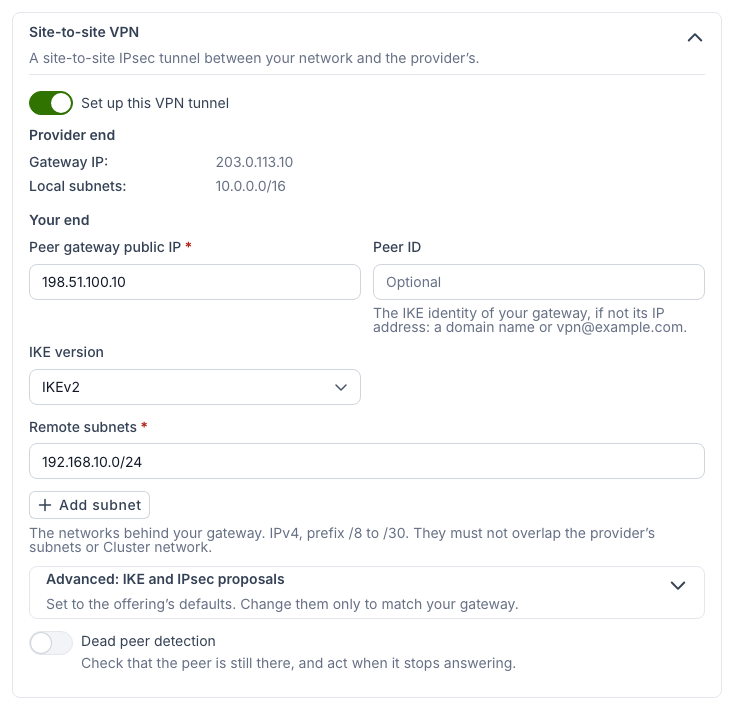 Site-to-site VPN
A site-to-site IPsec tunnel between your network and the provider's.
Set up this VPN tunnel
Provider end
Gateway IP: 203.0.113.10
Local subnets: 10.0.0.0/16
Your end
Peer gateway public IP *
198.51.100.10
Peer ID
Optional
The IKE identity of your gateway, if not its IP
address: a domain name or vpn@example.com.
IKE version
IKEv2
Remote subnets *
192.168.10.0/24
+ Add subnet
The networks behind your gateway. IPv4, prefix /8 to /30. They must not overlap the provider's
subnets or Cluster network.
Advanced: IKE and IPsec proposals
Set to the offering's defaults. Change them only to match your gateway.
Dead peer detection
Check that the peer is still there, and act when it stops answering.